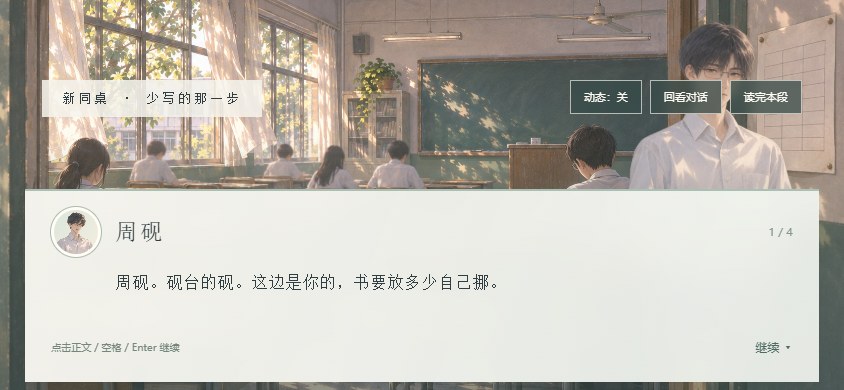 新同桌 · 少写的那一步
动态：关
回看对话
读完本段
周砚
1 / 4
周砚。砚台的砚。这边是你的，书要放多少自己挪。
点击正文 / 空格 / Enter 继续
继续